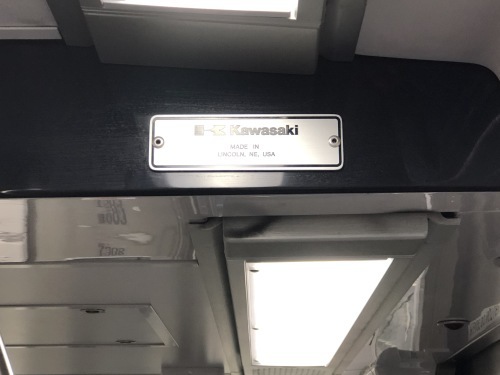 Kawasaki
MADE IN
LINCOLN, NE, USA